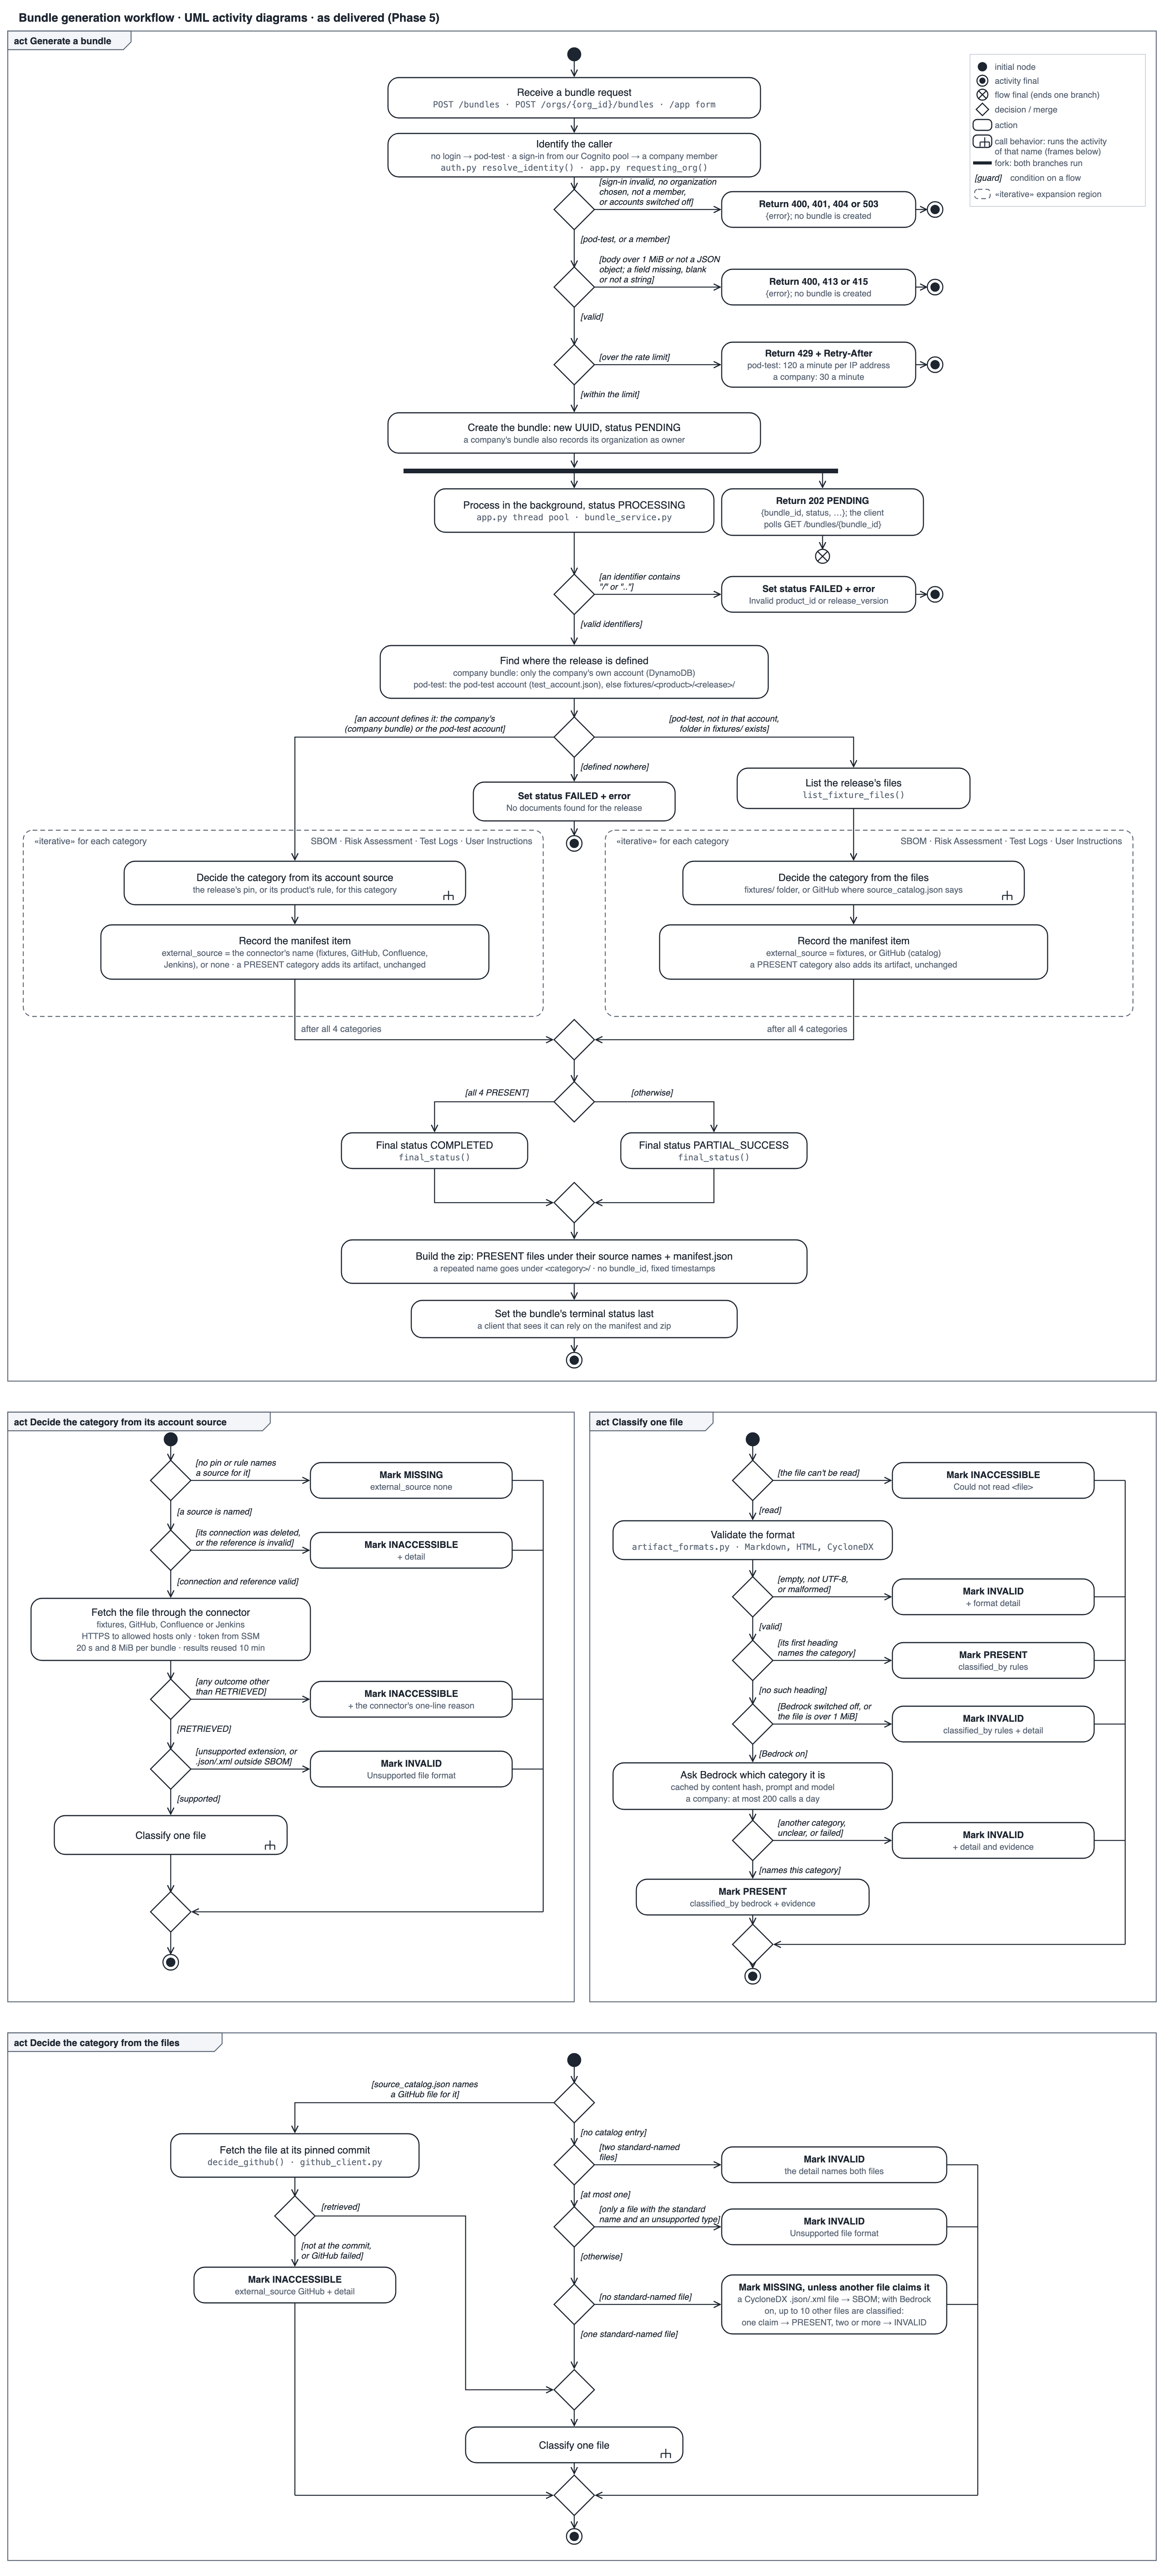 Bundle generation workflow · UML activity diagrams · as delivered (Phase 5)
act Generate a bundle
initial node
activity final
flow final (ends one branch)
decision / merge
action
call behavior: runs the activity
of that name (frames below)
fork: both branches run
[guard] condition on a flow
«iterative» expansion region
Receive a bundle request
POST /bundles · POST /orgs/{org_id}/bundles · /app form
Identify the caller
no login → pod-test · a sign-in from our Cognito pool → a company member
auth.py resolve_identity() · app.py requesting_org()
[sign-in invalid, no organization
chosen, not a member,
or accounts switched off]
Return 400, 401, 404 or 503
{error}; no bundle is created
[pod-test, or a member]
[body over 1 MiB or not a JSON
object; a field missing, blank
or not a string]
Return 400, 413 or 415
{error}; no bundle is created
[valid]
[over the rate limit]
Return 429 + Retry-After
pod-test: 120 a minute per IP address
a company: 30 a minute
[within the limit]
Create the bundle: new UUID, status PENDING
a company's bundle also records its organization as owner
Process in the background, status PROCESSING
app.py thread pool · bundle_service.py
Return 202 PENDING
{bundle_id, status, …}; the client
polls GET /bundles/{bundle_id}
[an identifier contains
"/" or ".."]
Set status FAILED + error
Invalid product_id or release_version
[valid identifiers]
Find where the release is defined
company bundle: only the company's own account (DynamoDB)
pod-test: the pod-test account (test_account.json), else fixtures/<product>/<release>/
[an account defines it: the company's
(company bundle) or the pod-test account]
[pod-test, not in that account,
folder in fixtures/ exists]
[defined nowhere]
Set status FAILED + error
No documents found for the release
List the release's files
list_fixture_files()
«iterative» for each category
SBOM · Risk Assessment · Test Logs · User Instructions
Decide the category from its account source
the release's pin, or its product's rule, for this category
Record the manifest item
external_source = the connector's name (fixtures, GitHub, Confluence,
Jenkins), or none · a PRESENT category adds its artifact, unchanged
after all 4 categories
«iterative» for each category
SBOM · Risk Assessment · Test Logs · User Instructions
Decide the category from the files
fixtures/ folder, or GitHub where source_catalog.json says
Record the manifest item
external_source = fixtures, or GitHub (catalog)
a PRESENT category also adds its artifact, unchanged
after all 4 categories
[all 4 PRESENT]
[otherwise]
Final status COMPLETED
final_status()
Final status PARTIAL_SUCCESS
final_status()
Build the zip: PRESENT files under their source names + manifest.json
a repeated name goes under <category>/ · no bundle_id, fixed timestamps
Set the bundle's terminal status last
a client that sees it can rely on the manifest and zip
act Decide the category from its account source
[no pin or rule names
a source for it]
Mark MISSING
external_source none
[a source is named]
[its connection was deleted,
or the reference is invalid]
Mark INACCESSIBLE
+ detail
[connection and reference valid]
Fetch the file through the connector
fixtures, GitHub, Confluence or Jenkins
HTTPS to allowed hosts only · token from SSM
20 s and 8 MiB per bundle · results reused 10 min
[any outcome other
than RETRIEVED]
Mark INACCESSIBLE
+ the connector's one-line reason
[RETRIEVED]
[unsupported extension, or
.json/.xml outside SBOM]
Mark INVALID
Unsupported file format
[supported]
Classify one file
act Classify one file
[the file can't be read]
Mark INACCESSIBLE
Could not read <file>
[read]
Validate the format
artifact_formats.py · Markdown, HTML, CycloneDX
[empty, not UTF-8,
or malformed]
Mark INVALID
+ format detail
[valid]
[its first heading
names the category]
Mark PRESENT
classified_by rules
[no such heading]
[Bedrock switched off, or
the file is over 1 MiB]
Mark INVALID
classified_by rules + detail
[Bedrock on]
Ask Bedrock which category it is
cached by content hash, prompt and model
a company: at most 200 calls a day
[another category,
unclear, or failed]
Mark INVALID
+ detail and evidence
[names this category]
Mark PRESENT
classified_by bedrock + evidence
act Decide the category from the files
[source_catalog.json names
a GitHub file for it]
Fetch the file at its pinned commit
decide_github() · github_client.py
[retrieved]
[not at the commit,
or GitHub failed]
Mark INACCESSIBLE
external_source GitHub + detail
[no catalog entry]
[two standard-named
files]
Mark INVALID
the detail names both files
[at most one]
[only a file with the standard
name and an unsupported type]
Mark INVALID
Unsupported file format
[otherwise]
[no standard-named file]
Mark MISSING, unless another file claims it
a CycloneDX .json/.xml file → SBOM; with Bedrock
on, up to 10 other files are classified:
one claim → PRESENT, two or more → INVALID
[one standard-named file]
Classify one file